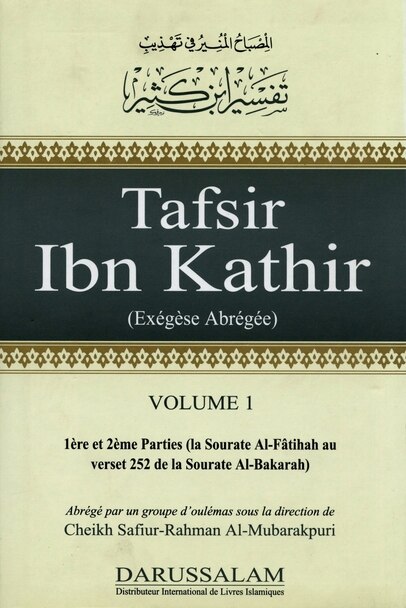 المصباح المنير في تهذيب
تفسير ابن كثير
Tafsir
Ibn Kathir
(Exégèse Abrégée)
VOLUME 1
1ère et 2ème Parties (la Sourate Al-Fâtihah au
verset 252 de la Sourate Al-Bakarah)
Abrégé par un groupe d'oulémas sous la direction de
Cheikh Safiur-Rahman Al-Mubarakpuri
DARUSSALAM
Distributeur International de Livres Islamiques